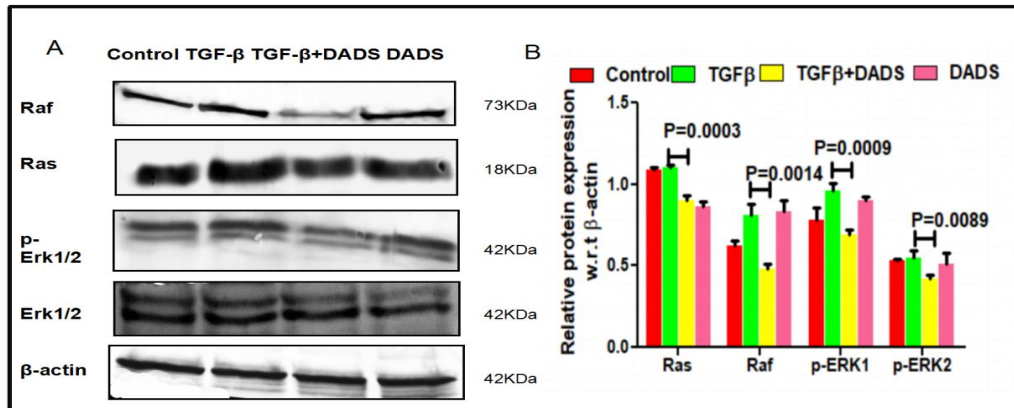 A
Control TGF-β TGF-β+DADS DADS
Raf
73KDa
Ras
18KDa
p-
Erk1/2
42KDa
Erk1/2
42KDa
β-actin
42KDa
B
Control TGFβ TGFβ+DADS DADS
Relative protein expression
w.r.t β-actin
1.5
1.0
0.5
0.0
P=0.0003
P=0.0014
P=0.0009
P=0.0089
Ras Raf p-ERK1 p-ERK2